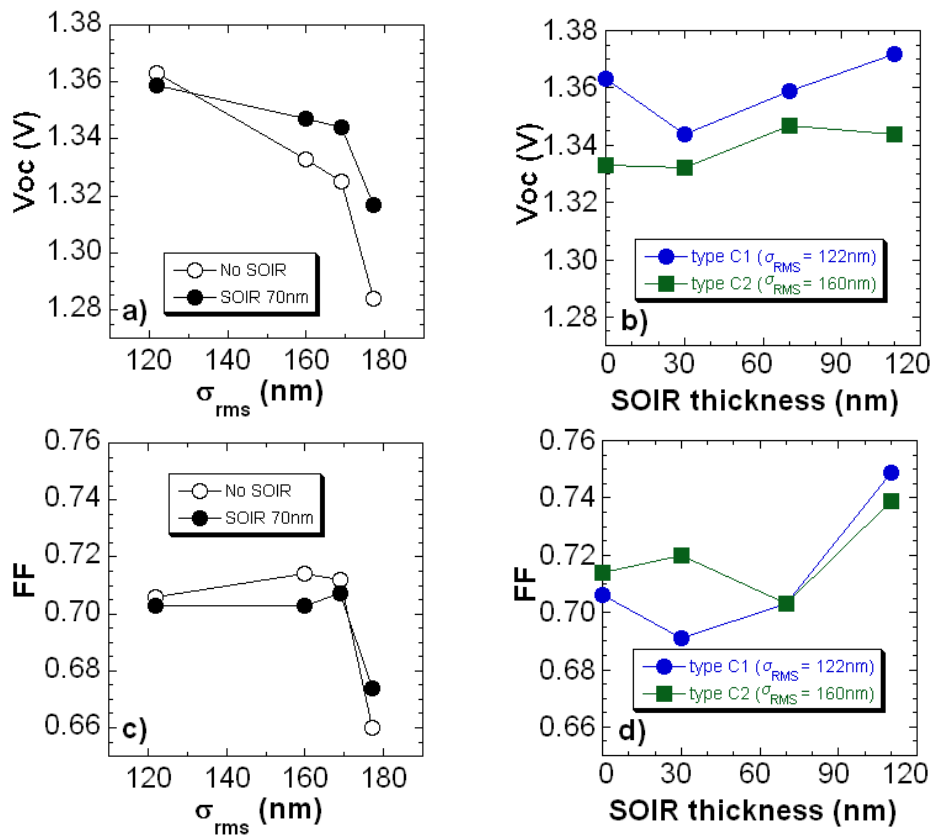 1.38
1.36
1.34
1.32
1.30
1.28
Voc (V)
No SOIR
SOIR 70nm
a)
120 140 160 180
σrms (nm)
1.38
1.36
1.34
1.32
1.30
1.28
Voc (V)
type C1 (σRMS = 122nm)
type C2 (σRMS = 160nm)
b)
0 30 60 90 120
SOIR thickness (nm)
0.76
0.74
0.72
0.70
0.68
0.66
FF
No SOIR
SOIR 70nm
c)
120 140 160 180
σrms (nm)
0.76
0.74
0.72
0.70
0.68
0.66
FF
type C1 (σRMS = 122nm)
type C2 (σRMS = 160nm)
d)
0 30 60 90 120
SOIR thickness (nm)